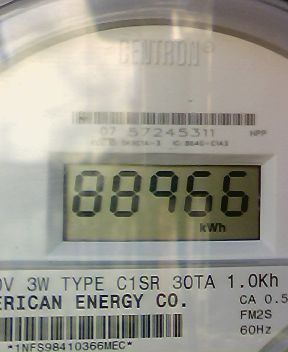 CENTRON®
07 57245311 NPP
88966
kWh
0V 3W TYPE C1SR 30TA 1.0Kh
ERICAN ENERGY CO. CA 0.5
FM2S
60Hz
*1NFS98410366MEC*